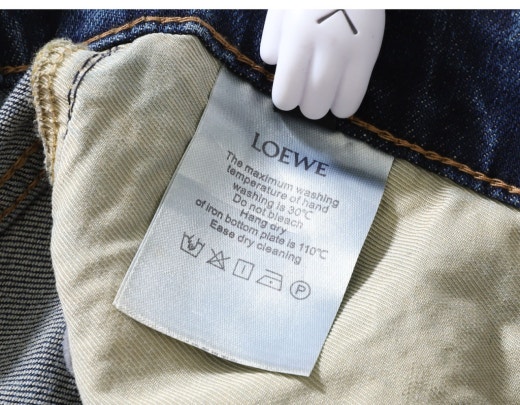 LOEWE
The maximum washing
temperature of hand
washing is 30℃
Do not bleach
Hang dry
of iron bottom plate is 110℃
Ease dry cleaning
P